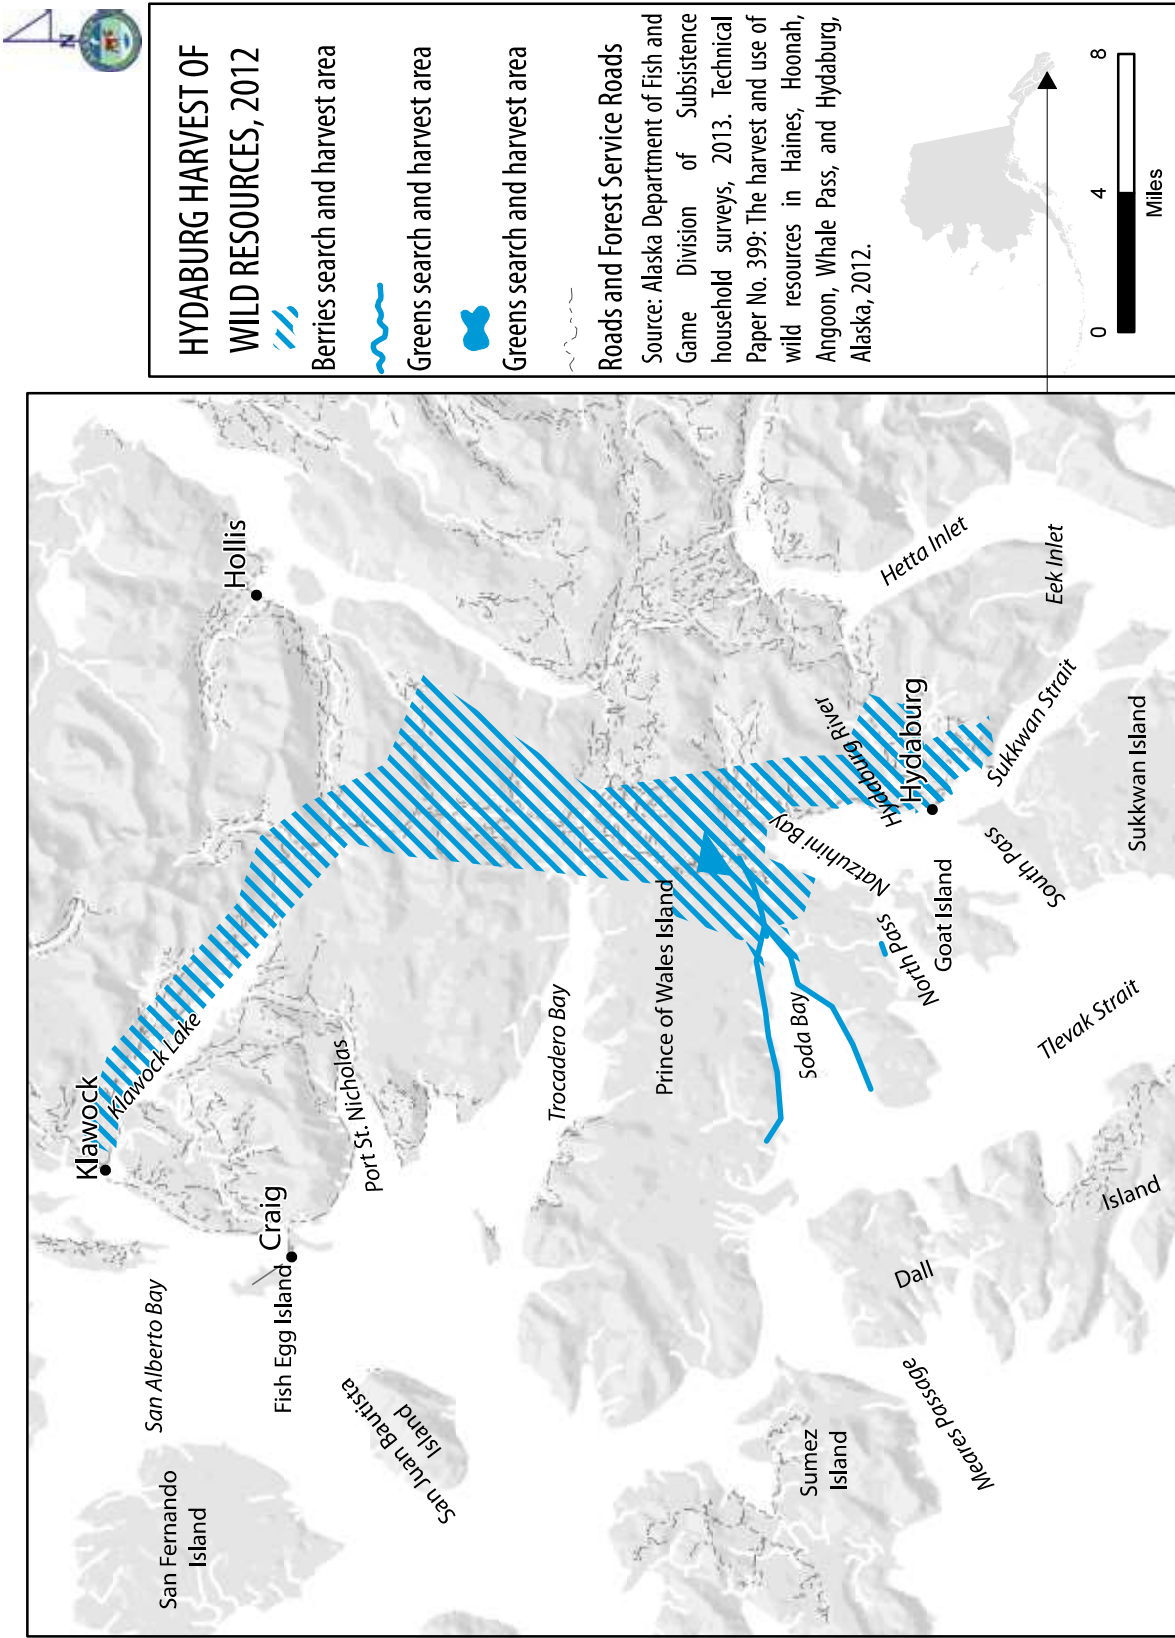 HYDABURG HARVEST OF
WILD RESOURCES, 2012
Berries search and harvest area
Greens search and harvest area
Greens search and harvest area
Roads and Forest Service Roads
Source: Alaska Department of Fish and
Game Division of Subsistence
household surveys, 2013. Technical
Paper No. 399: The harvest and use of
wild resources in Haines, Hoonah,
Angoon, Whale Pass, and Hydaburg,
Alaska, 2012.
0 4 8
Miles
N
Klawock
Klawock Lake
Hollis
San Alberto Bay
San Fernando
Island
Craig
Fish Egg Island
Port St. Nicholas
San Juan Bautista
Island
Trocadero Bay
Prince of Wales Island
Soda Bay
Natzuhini Bay
Hydaburg River
Hydaburg
Hetta Inlet
Eek Inlet
Sukkwan Strait
Sukkwan Island
South Pass
Goat Island
North Pass
Tlevak Strait
Dall
Island
Meares Passage
Sumez
Island